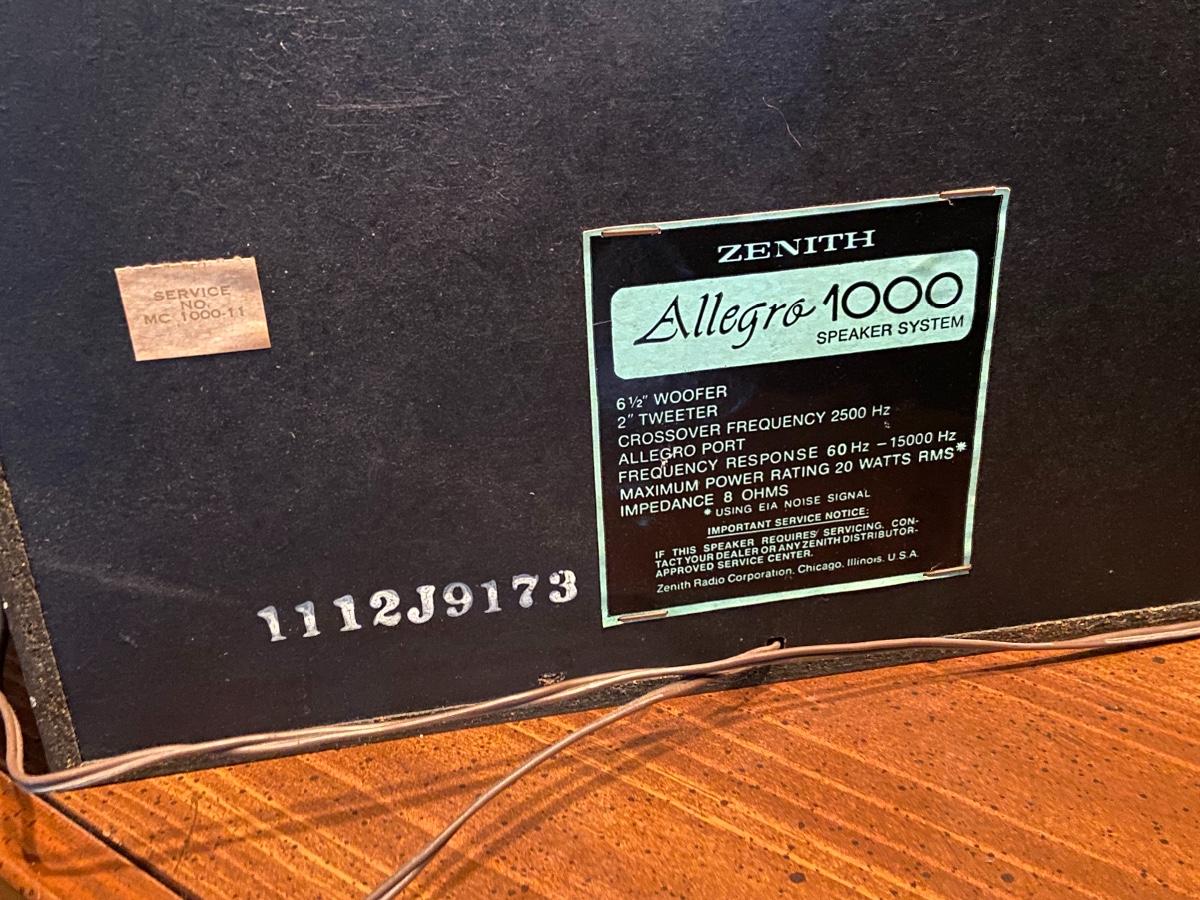 SERVICE
NO.
MC 1000-11
ZENITH
Allegro 1000
SPEAKER SYSTEM
6½" WOOFER
2" TWEETER
CROSSOVER FREQUENCY 2500 Hz
ALLEGRO PORT
FREQUENCY RESPONSE 60 Hz – 15000 Hz
MAXIMUM POWER RATING 20 WATTS RMS*
IMPEDANCE 8 OHMS
* USING EIA NOISE SIGNAL
IMPORTANT SERVICE NOTICE:
IF THIS SPEAKER REQUIRES SERVICING, CON-
TACT YOUR DEALER OR ANY ZENITH DISTRIBUTOR-
APPROVED SERVICE CENTER.
Zenith Radio Corporation, Chicago, Illinois, U.S.A.
1112J9173